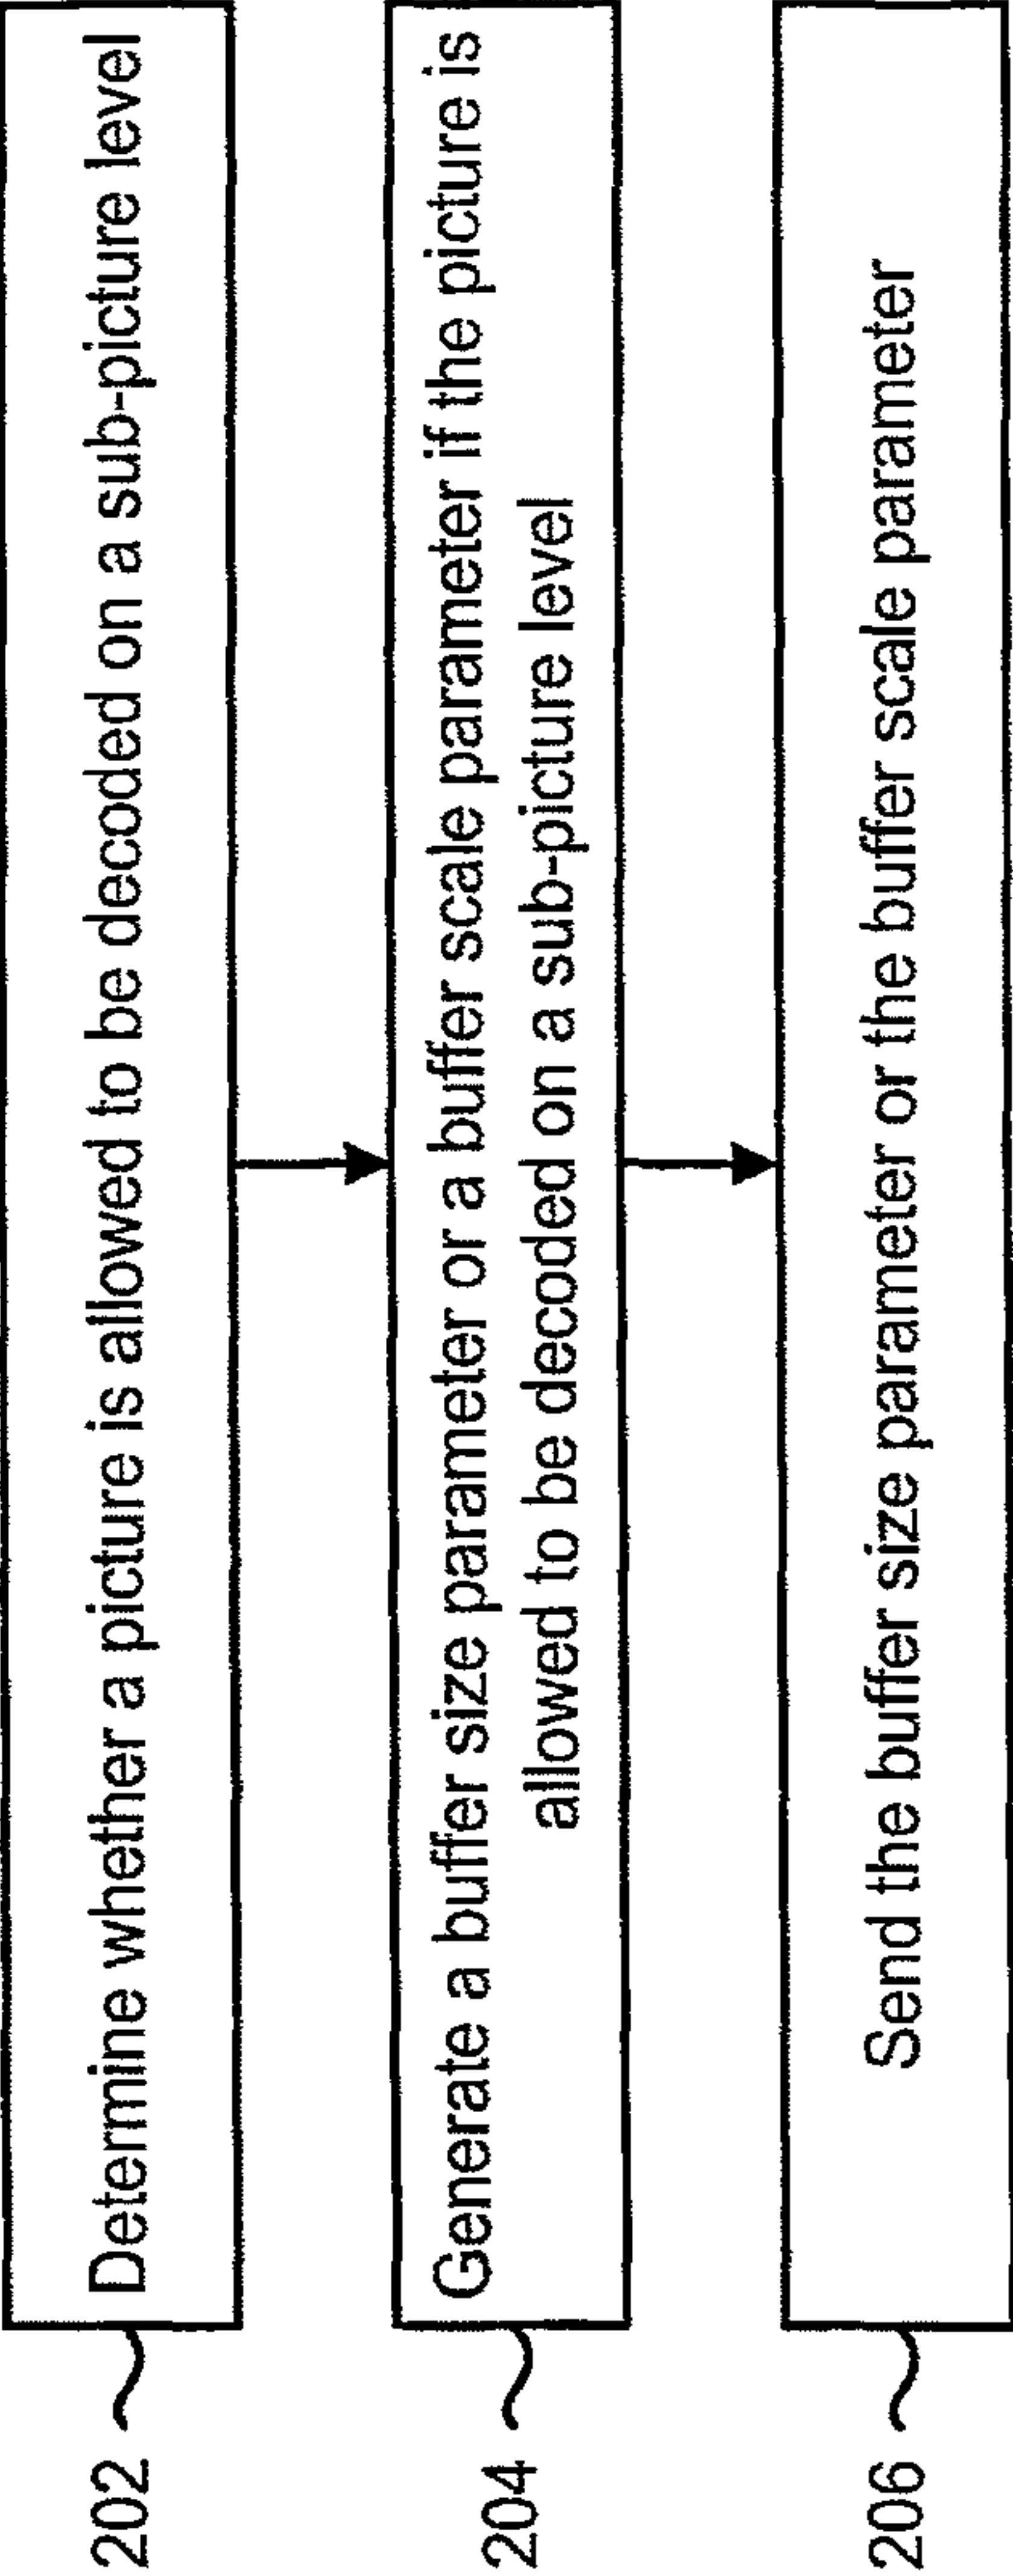 202
Determine whether a picture is allowed to be decoded on a sub-picture level
204
Generate a buffer size parameter or a buffer scale parameter if the picture is
allowed to be decoded on a sub-picture level
206
Send the buffer size parameter or the buffer scale parameter